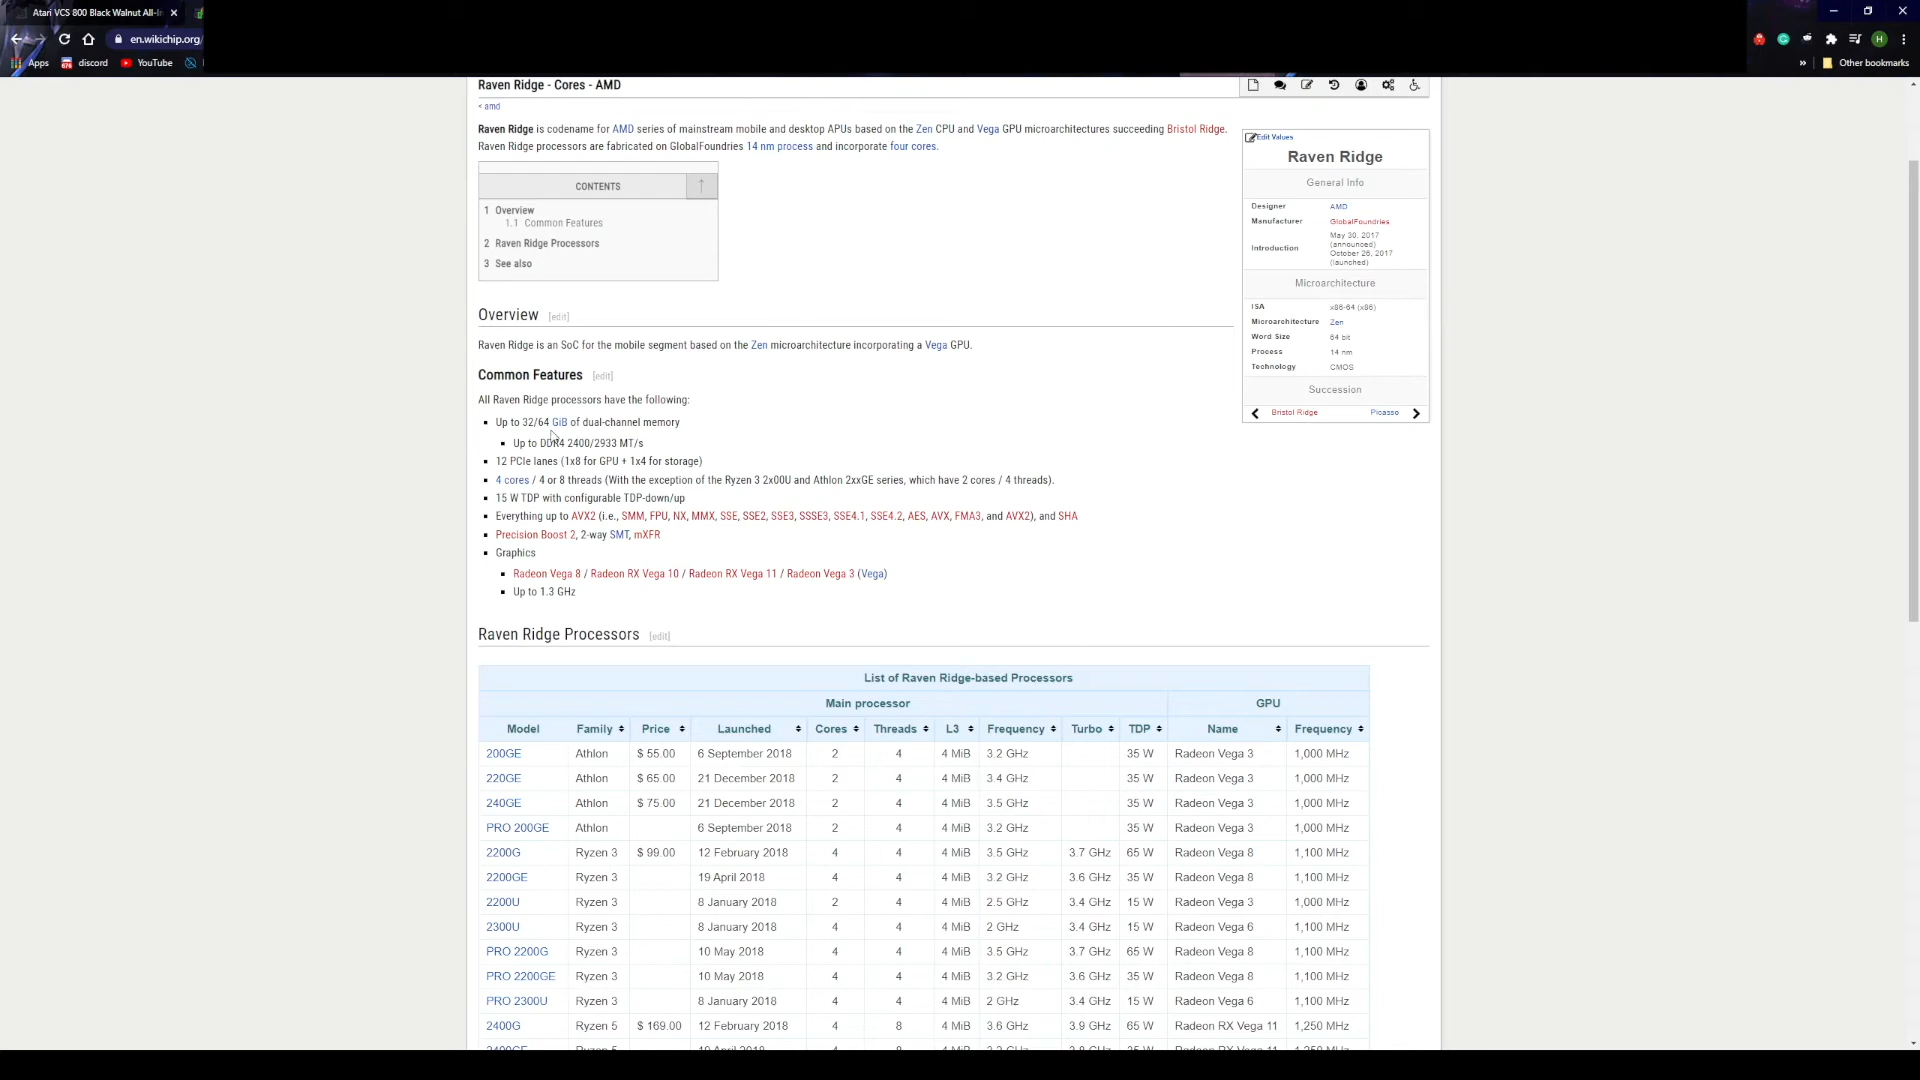 Atari VCS 800 Black Walnut All-In
en.wikichip.org/
Apps discord YouTube Other bookmarks
Raven Ridge - Cores - AMD
< amd
Raven Ridge is codename for AMD series of mainstream mobile and desktop APUs based on the Zen CPU and Vega GPU microarchitectures succeeding Bristol Ridge.
Raven Ridge processors are fabricated on GlobalFoundries 14 nm process and incorporate four cores.
CONTENTS ↑
1 Overview
1.1 Common Features
2 Raven Ridge Processors
3 See also
Edit Values
Raven Ridge
General Info
Designer AMD
Manufacturer GlobalFoundries
Introduction May 30, 2017
(announced)
October 26, 2017
(launched)
Microarchitecture
ISA x86-64 (x86)
Microarchitecture Zen
Word Size 64 bit
Process 14 nm
Technology CMOS
Succession
Bristol Ridge Picasso
Overview [edit]
Raven Ridge is an SoC for the mobile segment based on the Zen microarchitecture incorporating a Vega GPU.
Common Features [edit]
All Raven Ridge processors have the following:
Up to 32/64 GiB of dual-channel memory
Up to DDR4 2400/2933 MT/s
12 PCIe lanes (1x8 for GPU + 1x4 for storage)
4 cores / 4 or 8 threads (With the exception of the Ryzen 3 2x00U and Athlon 2xxGE series, which have 2 cores / 4 threads).
15 W TDP with configurable TDP-down/up
Everything up to AVX2 (i.e., SMM, FPU, NX, MMX, SSE, SSE2, SSE3, SSSE3, SSE4.1, SSE4.2, AES, AVX, FMA3, and AVX2), and SHA
Precision Boost 2, 2-way SMT, mXFR
Graphics
Radeon Vega 8 / Radeon RX Vega 10 / Radeon RX Vega 11 / Radeon Vega 3 (Vega)
Up to 1.3 GHz
Raven Ridge Processors [edit]
List of Raven Ridge-based Processors
Main processor GPU
Model Family Price Launched Cores Threads L3 Frequency Turbo TDP Name Frequency
200GE Athlon $ 55.00 6 September 2018 2 4 4 MiB 3.2 GHz 35 W Radeon Vega 3 1,000 MHz
220GE Athlon $ 65.00 21 December 2018 2 4 4 MiB 3.4 GHz 35 W Radeon Vega 3 1,000 MHz
240GE Athlon $ 75.00 21 December 2018 2 4 4 MiB 3.5 GHz 35 W Radeon Vega 3 1,000 MHz
PRO 200GE Athlon 6 September 2018 2 4 4 MiB 3.2 GHz 35 W Radeon Vega 3 1,000 MHz
2200G Ryzen 3 $ 99.00 12 February 2018 4 4 4 MiB 3.5 GHz 3.7 GHz 65 W Radeon Vega 8 1,100 MHz
2200GE Ryzen 3 19 April 2018 4 4 4 MiB 3.2 GHz 3.6 GHz 35 W Radeon Vega 8 1,100 MHz
2200U Ryzen 3 8 January 2018 2 4 4 MiB 2.5 GHz 3.4 GHz 15 W Radeon Vega 3 1,000 MHz
2300U Ryzen 3 8 January 2018 4 4 4 MiB 2 GHz 3.4 GHz 15 W Radeon Vega 6 1,100 MHz
PRO 2200G Ryzen 3 10 May 2018 4 4 4 MiB 3.5 GHz 3.7 GHz 65 W Radeon Vega 8 1,100 MHz
PRO 2200GE Ryzen 3 10 May 2018 4 4 4 MiB 3.2 GHz 3.6 GHz 35 W Radeon Vega 8 1,100 MHz
PRO 2300U Ryzen 3 8 January 2018 4 4 4 MiB 2 GHz 3.4 GHz 15 W Radeon Vega 6 1,100 MHz
2400G Ryzen 5 $ 169.00 12 February 2018 4 8 4 MiB 3.6 GHz 3.9 GHz 65 W Radeon RX Vega 11 1,250 MHz